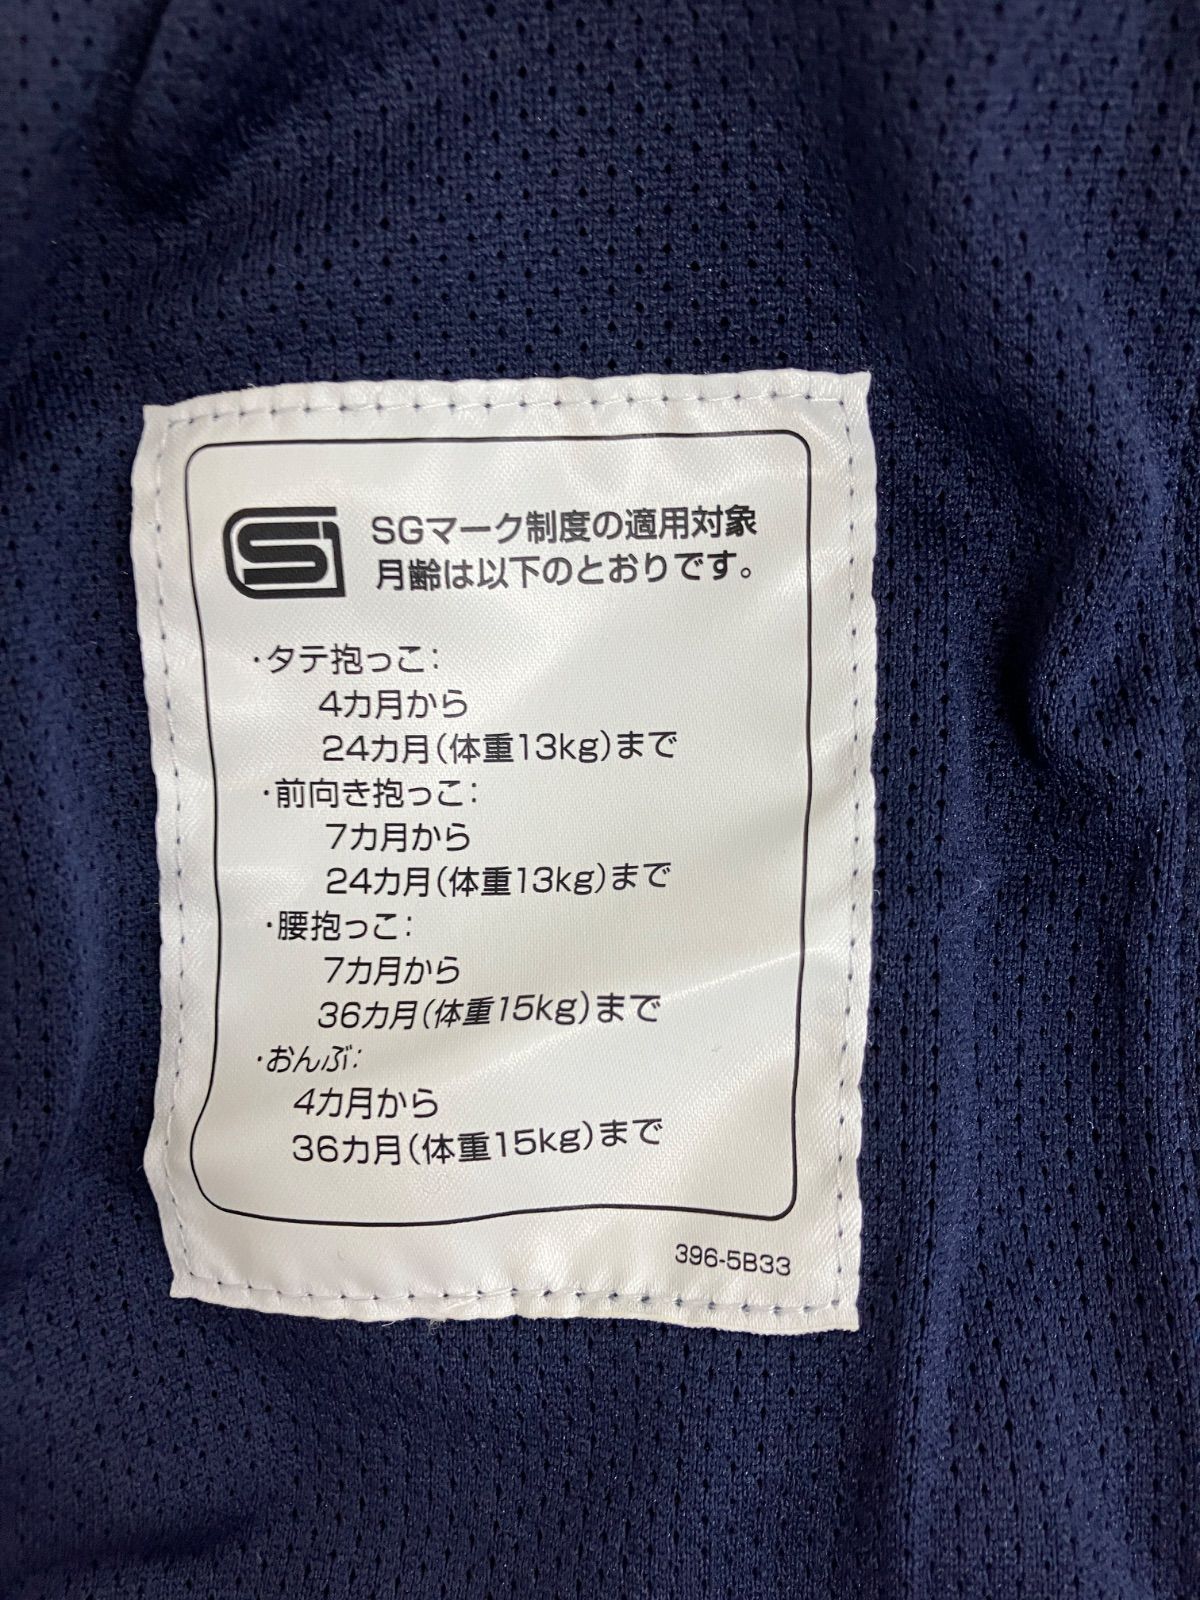 SG
SGマーク制度の適用対象
月齢は以下のとおりです。
・タテ抱っこ:
4カ月から
24カ月(体重13kg)まで
・前向き抱っこ:
7カ月から
24カ月(体重13kg)まで
・腰抱っこ:
7カ月から
36カ月(体重15kg)まで
・おんぶ:
4カ月から
36カ月(体重15kg)まで
396-5B33